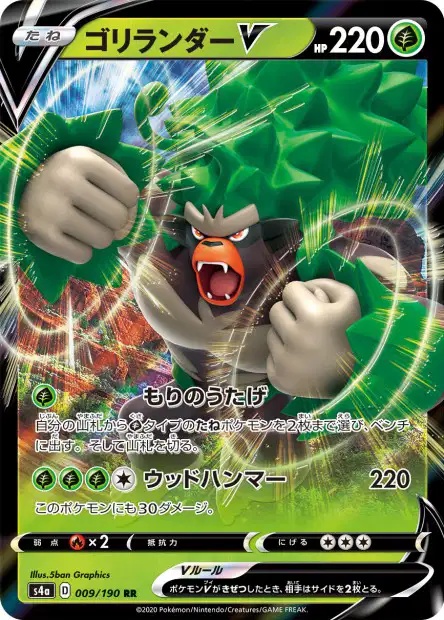 たね ゴリランダーV HP 220
もりのうたげ
自分の山札から タイプのたねポケモンを2枚まで選び、ベンチ
に出す。そして山札を切る。
ウッドハンマー 220
このポケモンにも30ダメージ。
弱点 ×2 抵抗力 にげる
Vルール
Illus.5ban Graphics
ポケモンVがきぜつしたとき、相手はサイドを2枚とる。
s4a D 009/190 RR
©2020 Pokémon/Nintendo/Creatures/GAME FREAK.